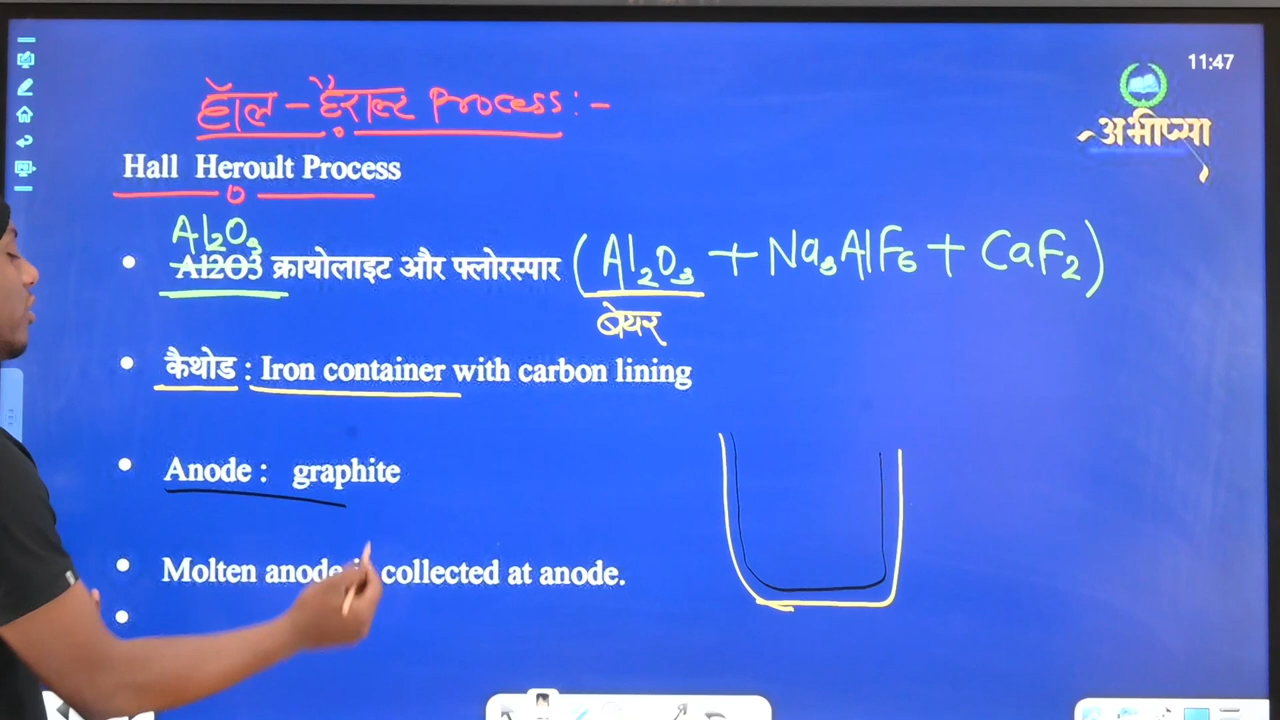 11:47
अभीप्सा
हॉल - हैराल्ट Process:-
Hall Heroult Process
Al₂O₃
Al2O3 क्रायोलाइट और फ्लोरस्पार (Al₂O₃ + Na₃AlF₆ + CaF₂)
बेयर
कैथोड : Iron container with carbon lining
Anode : graphite
Molten anode collected at anode.